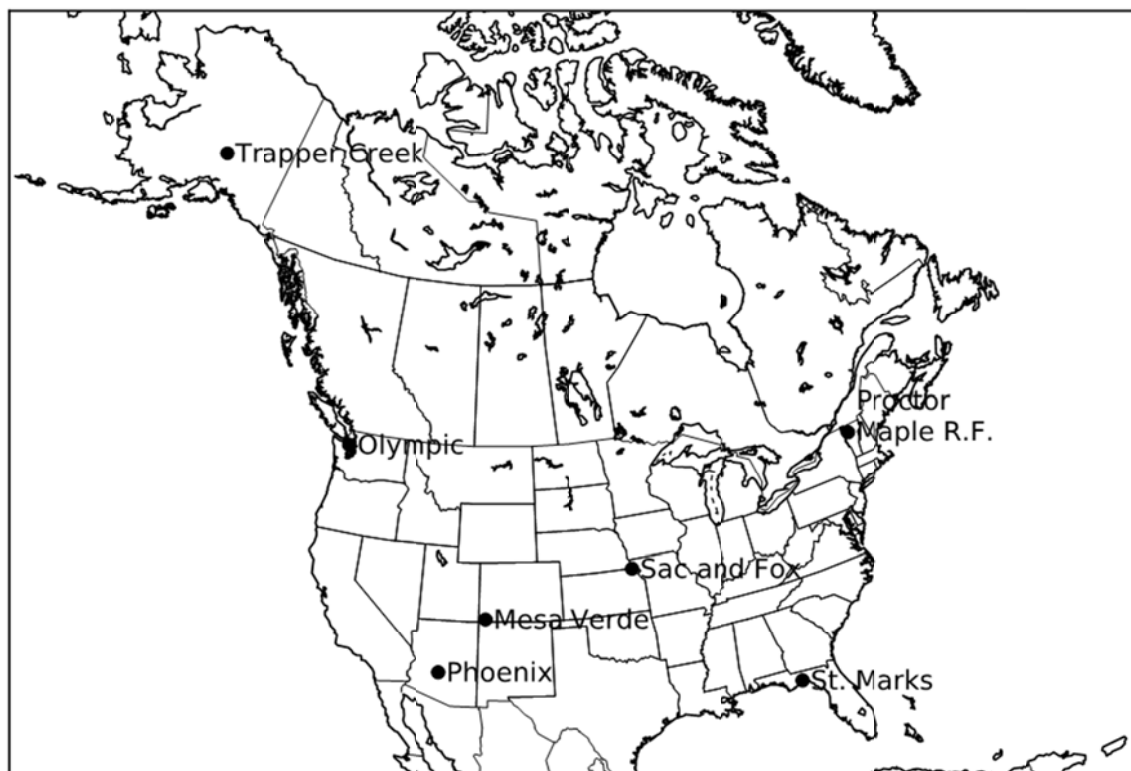 Trapper Creek
Proctor
Maple R.F.
Olympic
Sac and Fox
Mesa Verde
Phoenix
St. Marks